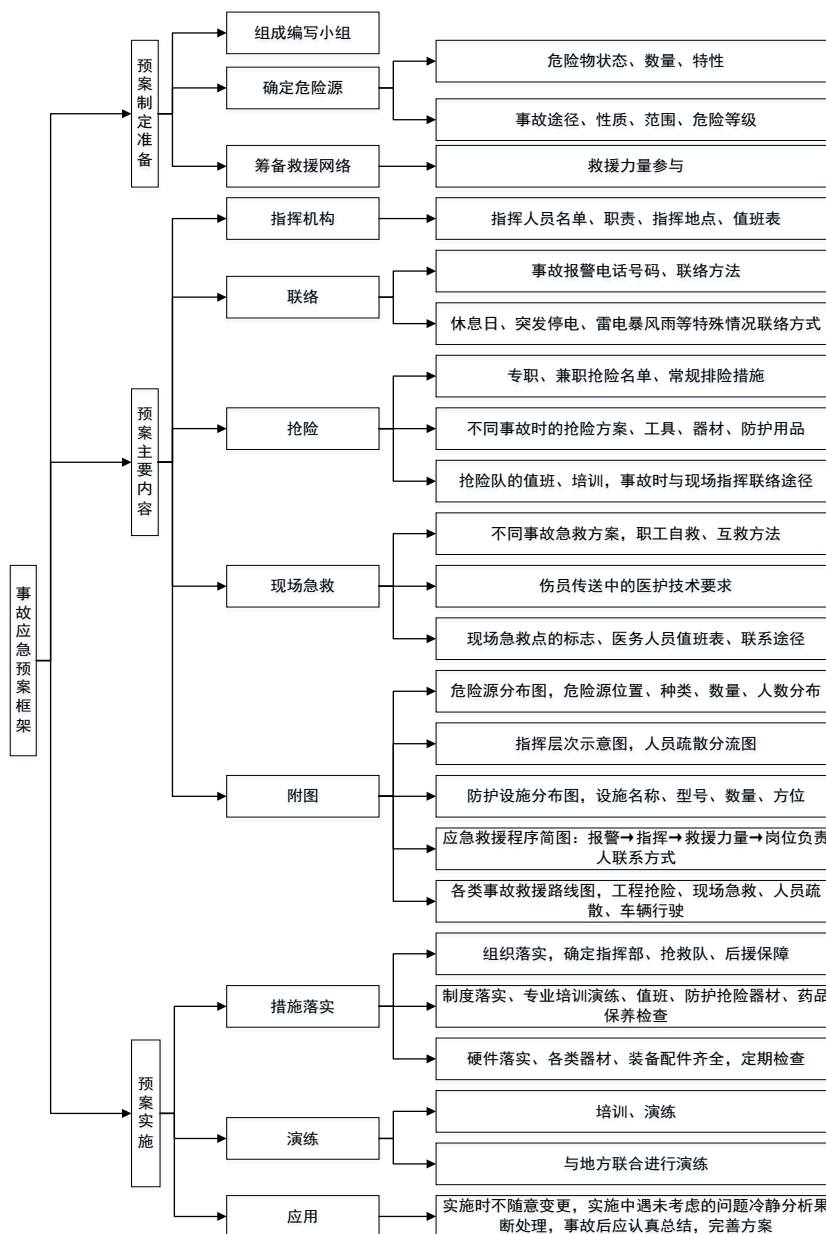 事故应急预案框架
预案制定准备
组成编写小组
确定危险源
危险物状态、数量、特性
事故途径、性质、范围、危险等级
筹备救援网络
救援力量参与
预案主要内容
指挥机构
指挥人员名单、职责、指挥地点、值班表
联络
事故报警电话号码、联络方法
休息日、突发停电、雷电暴风雨等特殊情况联络方式
抢险
专职、兼职抢险名单、常规排险措施
不同事故时的抢险方案、工具、器材、防护用品
抢险队的值班、培训，事故时与现场指挥联络途径
现场急救
不同事故急救方案，职工自救、互救方法
伤员传送中的医护技术要求
现场急救点的标志、医务人员值班表、联系途径
附图
危险源分布图，危险源位置、种类、数量、人数分布
指挥层次示意图，人员疏散分流图
防护设施分布图，设施名称、型号、数量、方位
应急救援程序简图：报警→指挥→救援力量→岗位负责
人联系方式
各类事故救援路线图，工程抢险、现场急救、人员疏
散、车辆行驶
预案实施
措施落实
组织落实，确定指挥部、抢救队、后援保障
制度落实、专业培训演练、值班、防护抢险器材、药品
保养检查
硬件落实、各类器材、装备配件齐全，定期检查
演练
培训、演练
与地方联合进行演练
应用
实施时不随意变更，实施中遇未考虑的问题冷静分析果
断处理，事故后应认真总结，完善方案